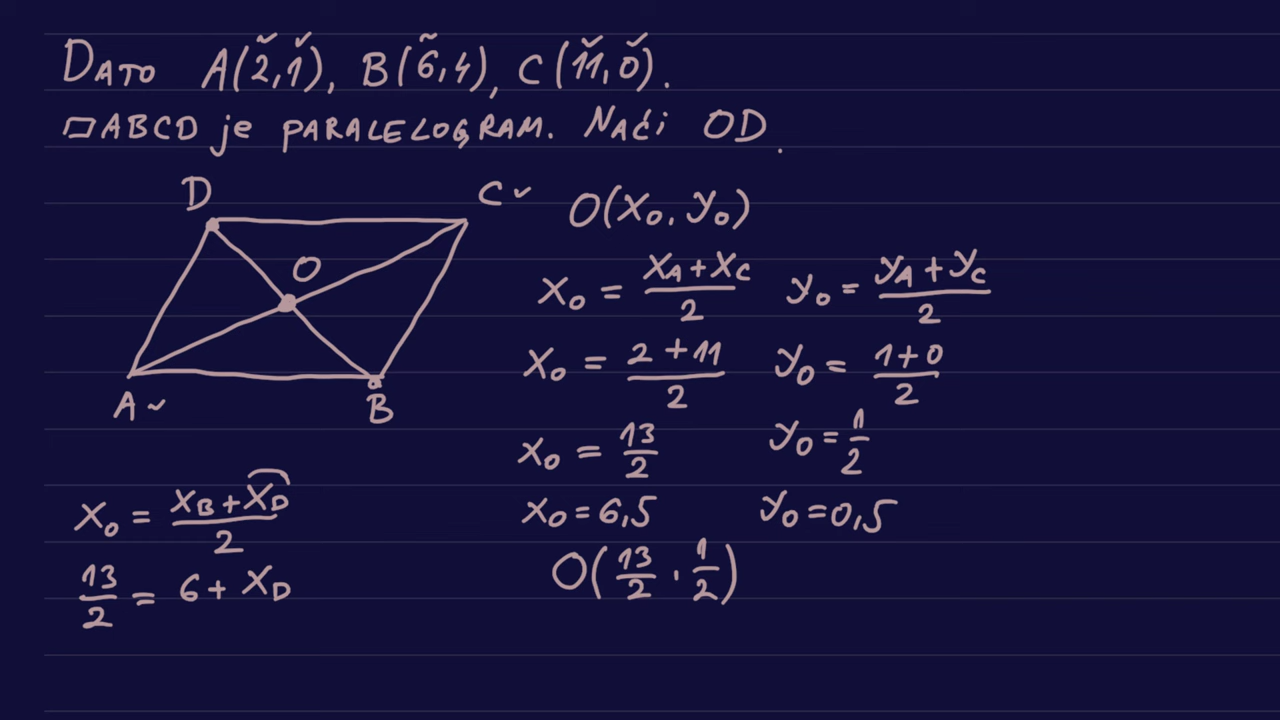 DATO A(2,1), B(6,4), C(11,0).
▱ABCD je PARALELOGRAM. NAĆI OD.
D
C
O
A
B
O(X₀, Y₀)
X₀ = (X_A + X_C)/2    Y₀ = (Y_A + Y_C)/2
X₀ = (2 + 11)/2    Y₀ = (1 + 0)/2
X₀ = 13/2    Y₀ = 1/2
X₀ = 6,5    Y₀ = 0,5
O(13/2, 1/2)
X₀ = (X_B + X_D)/2
13/2 = 6 + X_D